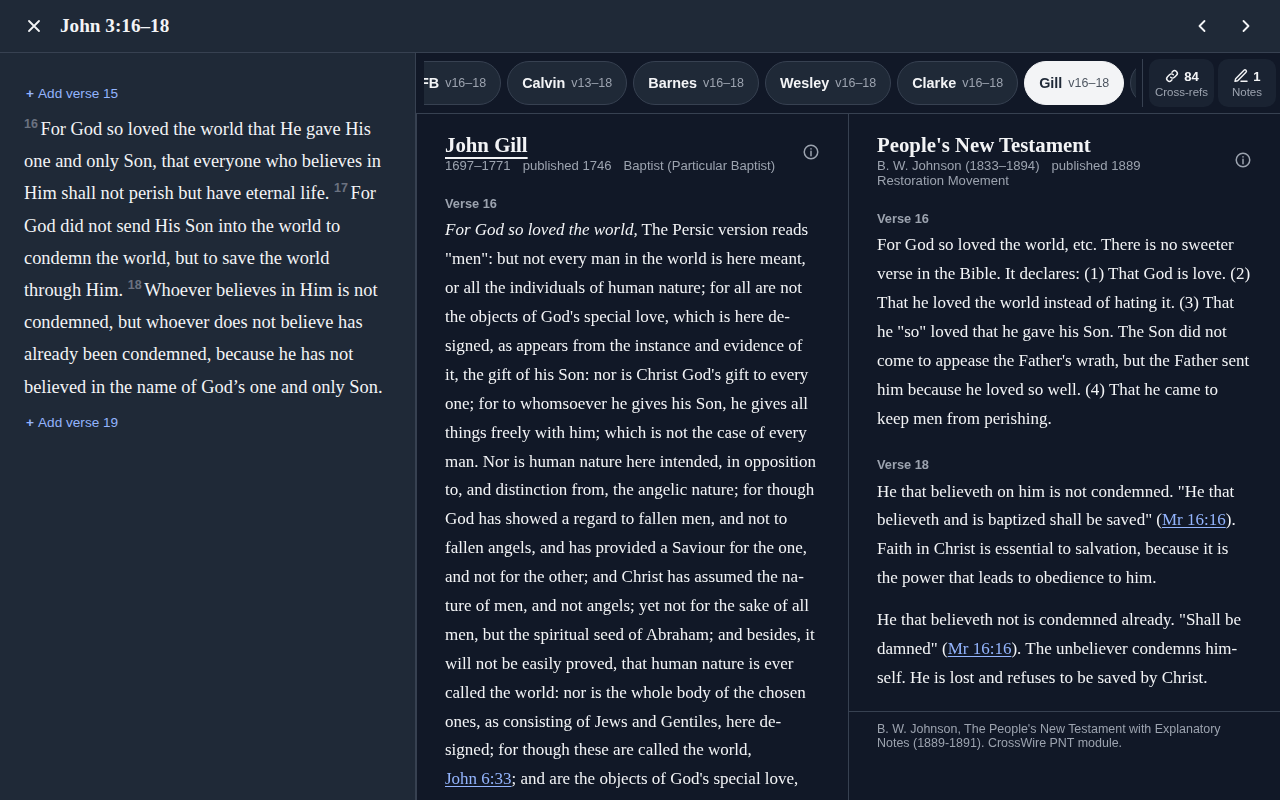 John 3:16–18
FB v16–18
Calvin v13–18
Barnes v16–18
Wesley v16–18
Clarke v16–18
Gill v16–18
84
Cross-refs
1
Notes
+ Add verse 15
16 For God so loved the world that He gave His
one and only Son, that everyone who believes in
Him shall not perish but have eternal life. 17 For
God did not send His Son into the world to
condemn the world, but to save the world
through Him. 18 Whoever believes in Him is not
condemned, but whoever does not believe has
already been condemned, because he has not
believed in the name of God’s one and only Son.
+ Add verse 19
John Gill
1697–1771 published 1746 Baptist (Particular Baptist)
Verse 16
For God so loved the world, The Persic version reads
"men": but not every man in the world is here meant,
or all the individuals of human nature; for all are not
the objects of God's special love, which is here de-
signed, as appears from the instance and evidence of
it, the gift of his Son: nor is Christ God's gift to every
one; for to whomsoever he gives his Son, he gives all
things freely with him; which is not the case of every
man. Nor is human nature here intended, in opposition
to, and distinction from, the angelic nature; for though
God has showed a regard to fallen men, and not to
fallen angels, and has provided a Saviour for the one,
and not for the other; and Christ has assumed the na-
ture of men, and not angels; yet not for the sake of all
men, but the spiritual seed of Abraham; and besides, it
will not be easily proved, that human nature is ever
called the world: nor is the whole body of the chosen
ones, as consisting of Jews and Gentiles, here de-
signed; for though these are called the world,
John 6:33; and are the objects of God's special love,
People's New Testament
B. W. Johnson (1833–1894) published 1889
Restoration Movement
Verse 16
For God so loved the world, etc. There is no sweeter
verse in the Bible. It declares: (1) That God is love. (2)
That he loved the world instead of hating it. (3) That
he "so" loved that he gave his Son. The Son did not
come to appease the Father's wrath, but the Father sent
him because he loved so well. (4) That he came to
keep men from perishing.
Verse 18
He that believeth on him is not condemned. "He that
believeth and is baptized shall be saved" (Mr 16:16).
Faith in Christ is essential to salvation, because it is
the power that leads to obedience to him.
He that believeth not is condemned already. "Shall be
damned" (Mr 16:16). The unbeliever condemns him-
self. He is lost and refuses to be saved by Christ.
B. W. Johnson, The People's New Testament with Explanatory
Notes (1889-1891). CrossWire PNT module.